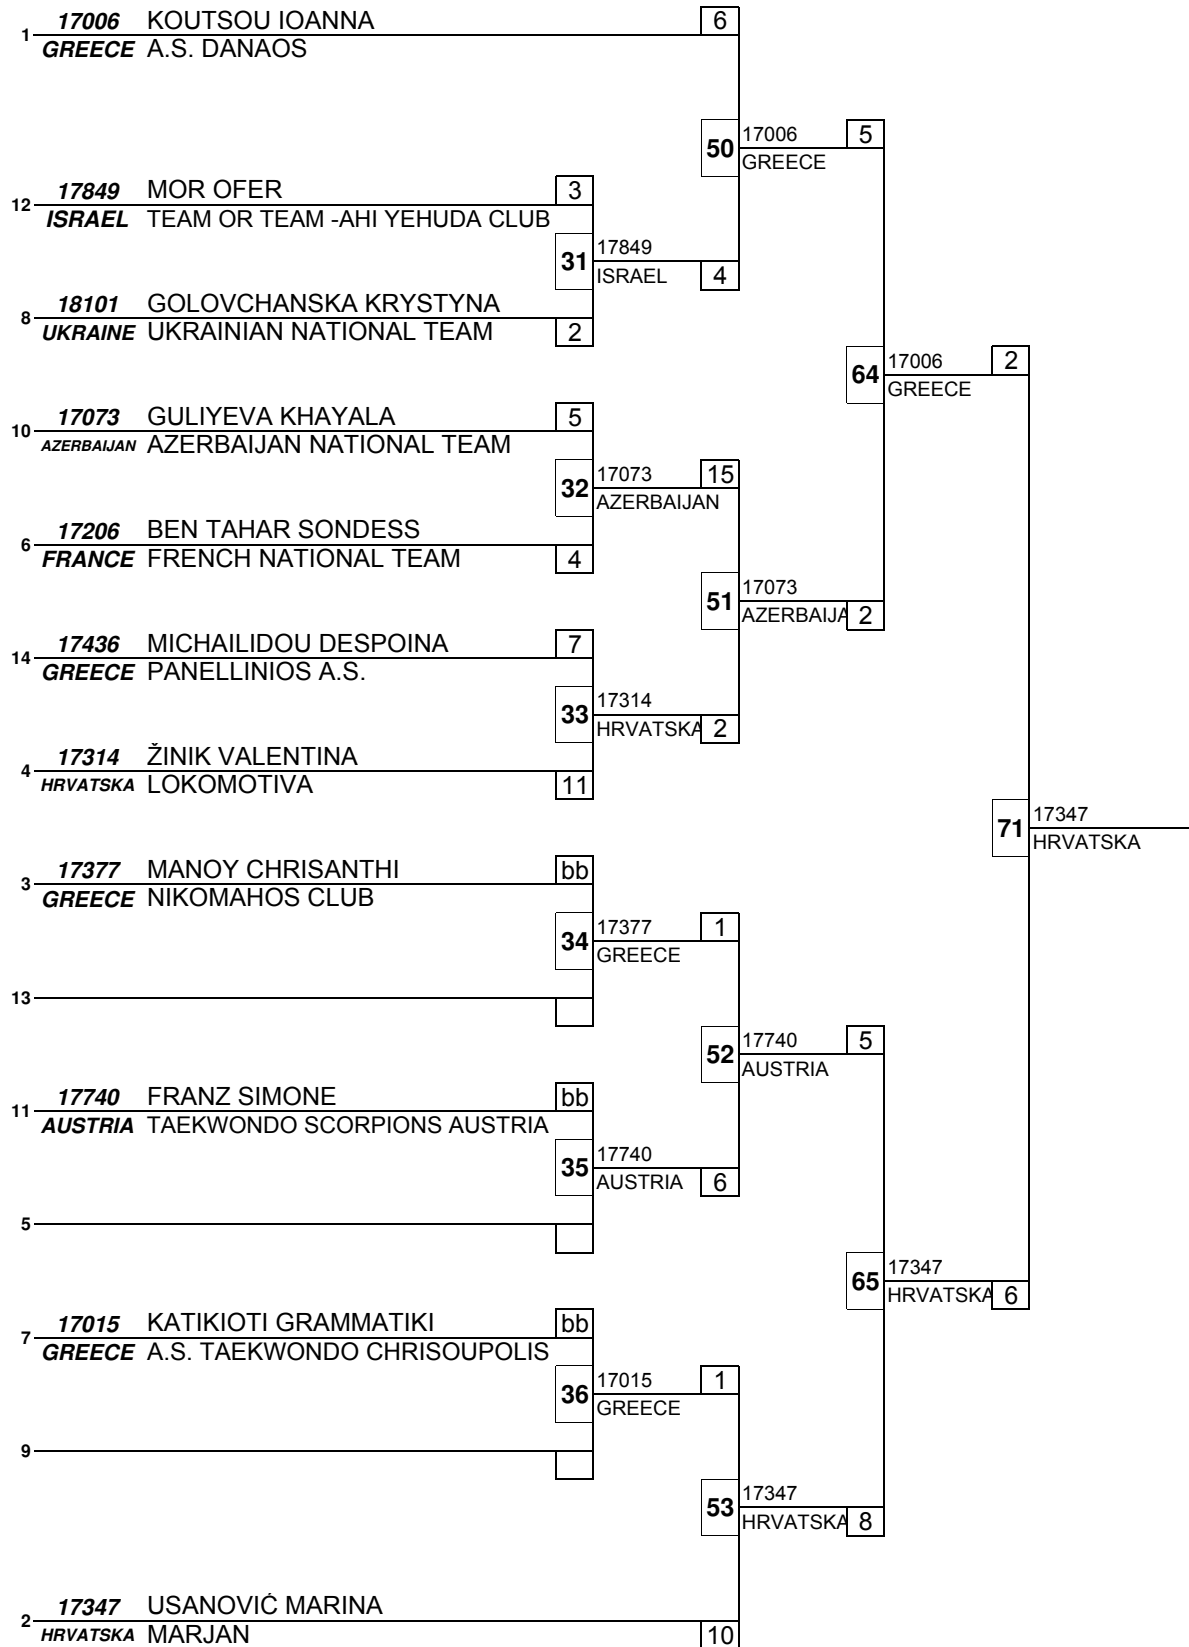 17006 KOUTSOU IOANNA 6
1
GREECE A.S. DANAOS
50 17006 5
GREECE
17849 MOR OFER 3
12
ISRAEL TEAM OR TEAM -AHI YEHUDA CLUB
31 17849
ISRAEL 4
18101 GOLOVCHANSKA KRYSTYNA
8
UKRAINE UKRAINIAN NATIONAL TEAM 2
64 17006 2
GREECE
17073 GULIYEVA KHAYALA 5
10
AZERBAIJAN AZERBAIJAN NATIONAL TEAM
32 17073 15
AZERBAIJAN
17206 BEN TAHAR SONDESS
6
FRANCE FRENCH NATIONAL TEAM 4
51 17073
AZERBAIJA 2
17436 MICHAILIDOU DESPOINA 7
14
GREECE PANELLINIOS A.S.
33 17314
HRVATSKA 2
17314 ŽINIK VALENTINA
4
HRVATSKA LOKOMOTIVA 11
71 17347
HRVATSKA
17377 MANOY CHRISANTHI bb
3
GREECE NIKOMAHOS CLUB
34 17377 1
GREECE
13
52 17740 5
AUSTRIA
17740 FRANZ SIMONE bb
11
AUSTRIA TAEKWONDO SCORPIONS AUSTRIA
35 17740
AUSTRIA 6
5
65 17347
HRVATSKA 6
17015 KATIKIOTI GRAMMATIKI bb
7
GREECE A.S. TAEKWONDO CHRISOUPOLIS
36 17015 1
GREECE
9
53 17347
HRVATSKA 8
17347 USANOVIĆ MARINA
2
HRVATSKA MARJAN 10